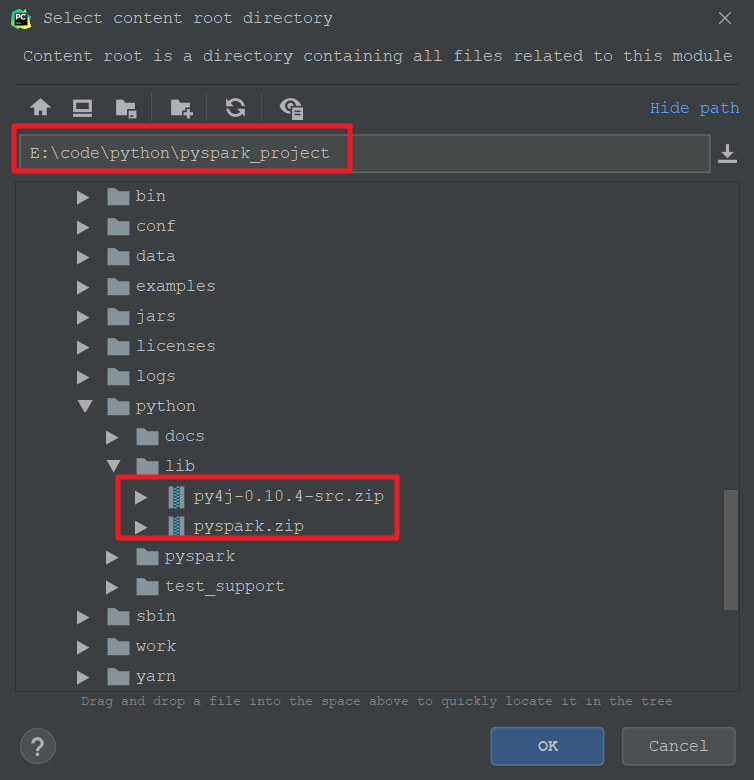 Select content root directory
Content root is a directory containing all files related to this module
Hide path
E:\code\python\pyspark_project
bin
conf
data
examples
jars
licenses
logs
python
docs
lib
py4j-0.10.4-src.zip
pyspark.zip
pyspark
test_support
sbin
work
yarn
Drag and drop a file into the space above to quickly locate it in the tree
? OK Cancel